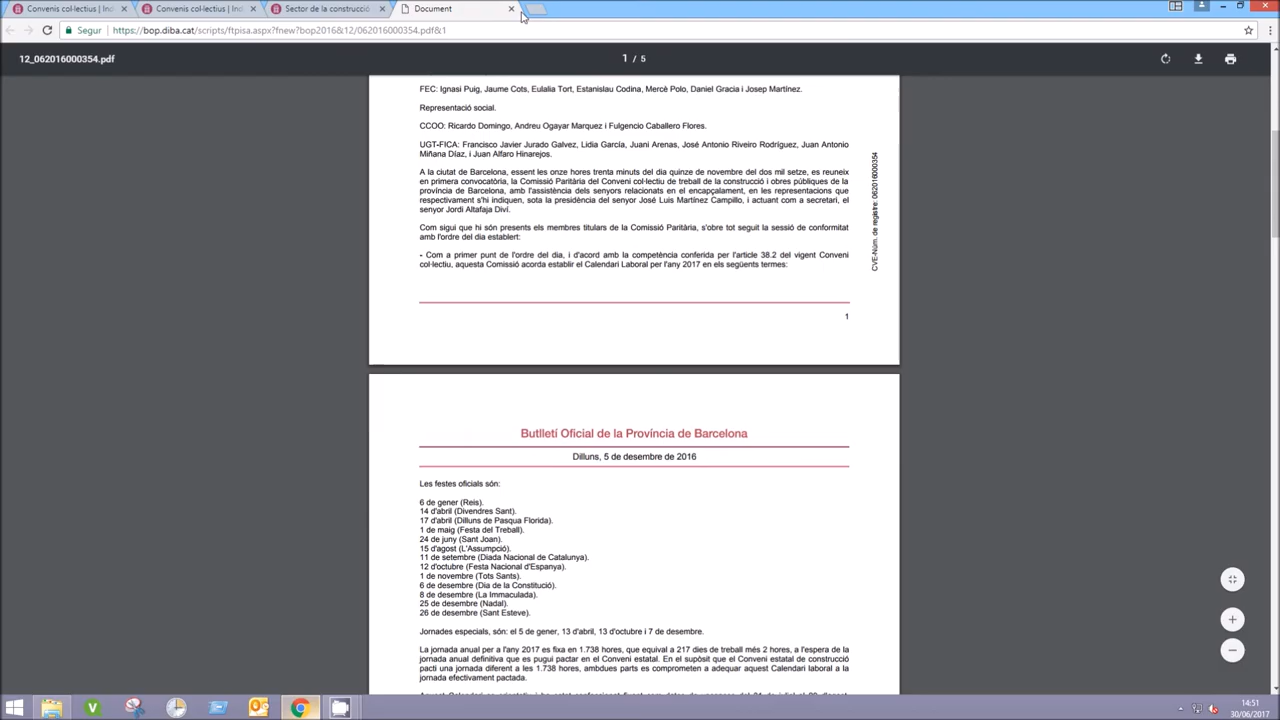 Convenis col·lectius | Ind
Convenis col·lectius | Ind
Sector de la construcció
Document
Segur
https://bop.diba.cat/scripts/ftpisa.aspx?fnew?bop2016&12/062016000354.pdf&1
12_062016000354.pdf
1 / 5
FEC: Ignasi Puig, Jaume Cots, Eulalia Tort, Estanislau Codina, Mercè Polo, Daniel Gracia i Josep Martínez.
Representació social.
CCOO: Ricardo Domingo, Andreu Ogayar Marquez i Fulgencio Caballero Flores.
UGT-FICA: Francisco Javier Jurado Galvez, Lidia García, Juani Arenas, José Antonio Riveiro Rodríguez, Juan Antonio
Miñana Díaz, i Juan Alfaro Hinarejos.
A la ciutat de Barcelona, essent les onze hores trenta minuts del dia quinze de novembre del dos mil setze, es reuneix
en primera convocatòria, la Comissió Paritària del Conveni col·lectiu de treball de la construcció i obres públiques de la
província de Barcelona, amb l'assistència dels senyors relacionats en el encapçalament, en les representacions que
respectivament s'hi indiquen, sota la presidència del senyor José Luis Martínez Campillo, i actuant com a secretari, el
senyor Jordi Altafaja Diví.
Com sigui que hi són presents els membres titulars de la Comissió Paritària, s'obre tot seguit la sessió de conformitat
amb l'ordre del dia establert:
- Com a primer punt de l'ordre del dia, i d'acord amb la competència conferida per l'article 38.2 del vigent Conveni
col·lectiu, aquesta Comissió acorda establir el Calendari Laboral per l'any 2017 en els següents termes:
CVE-Núm. de registre: 062016000354
1
Butlletí Oficial de la Província de Barcelona
Dilluns, 5 de desembre de 2016
Les festes oficials són:
6 de gener (Reis).
14 d'abril (Divendres Sant).
17 d'abril (Dilluns de Pasqua Florida).
1 de maig (Festa del Treball).
24 de juny (Sant Joan).
15 d'agost (L'Assumpció).
11 de setembre (Diada Nacional de Catalunya).
12 d'octubre (Festa Nacional d'Espanya).
1 de novembre (Tots Sants).
6 de desembre (Dia de la Constitució).
8 de desembre (La Immaculada).
25 de desembre (Nadal).
26 de desembre (Sant Esteve).
Jornades especials, són: el 5 de gener, 13 d'abril, 13 d'octubre i 7 de desembre.
La jornada anual per a l'any 2017 es fixa en 1.738 hores, que equival a 217 dies de treball més 2 hores, a l'espera de la
jornada anual definitiva que es pugui pactar en el Conveni estatal. En el supòsit que el Conveni estatal de construcció
pacti una jornada diferent a les 1.738 hores, ambdues parts es comprometen a adequar aquest Calendari laboral a la
jornada efectivament pactada.
14:51
30/06/2017